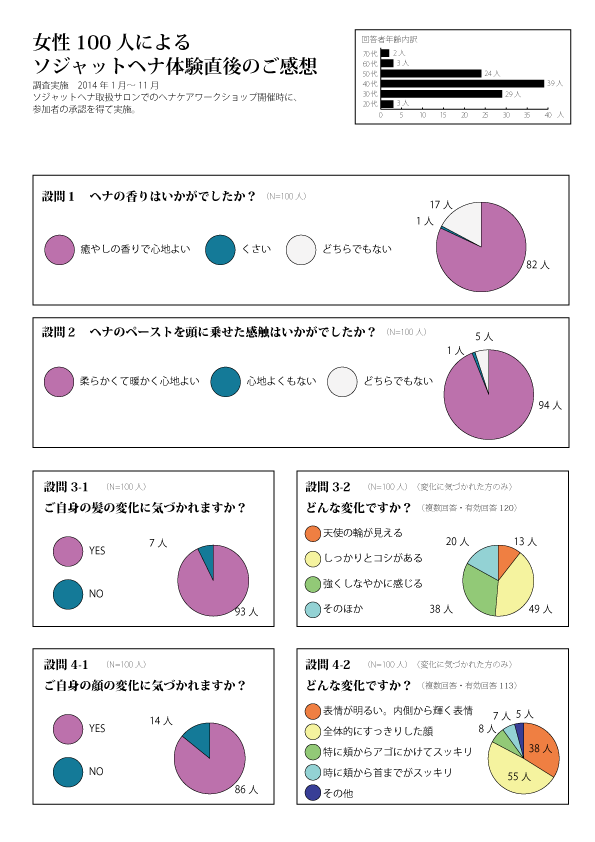 女性 100 人による
ソジャットヘナ体験直後のご感想
調査実施　2014 年 1 月〜 11 月
ソジャットヘナ取扱サロンでのヘナケアワークショップ開催時に、
参加者の承認を得て実施。
回答者年齢内訳
70 代 2 人
60 代 3 人
50 代 24 人
40 代 39 人
30 代 29 人
20 代 3 人
0 5 10 15 20 25 30 35 40 人
設問 1　ヘナの香りはいかがでしたか？（N=100 人）
癒やしの香りで心地よい　くさい　どちらでもない
17 人
1 人
82 人
設問 2　ヘナのペーストを頭に乗せた感触はいかがでしたか？（N=100 人）
柔らかくて暖かく心地よい　心地よくもない　どちらでもない
5 人
1 人
94 人
設問 3-1（N=100 人）
ご自身の髪の変化に気づかれますか？
YES
NO
7 人
93 人
設問 3-2（N=100 人）（変化に気づかれた方のみ）
どんな変化ですか？（複数回答・有効回答 120）
天使の輪が見える
しっかりとコシがある
強くしなやかに感じる
そのほか
20 人 13 人
38 人 49 人
設問 4-1（N=100 人）
ご自身の顔の変化に気づかれますか？
YES
NO
14 人
86 人
設問 4-2（N=100 人）（変化に気づかれた方のみ）
どんな変化ですか？（複数回答・有効回答 113）
表情が明るい。内側から輝く表情
全体的にすっきりした顔
特に頬からアゴにかけてスッキリ
時に頬から首までがスッキリ
その他
7 人 5 人
8 人
38 人
55 人